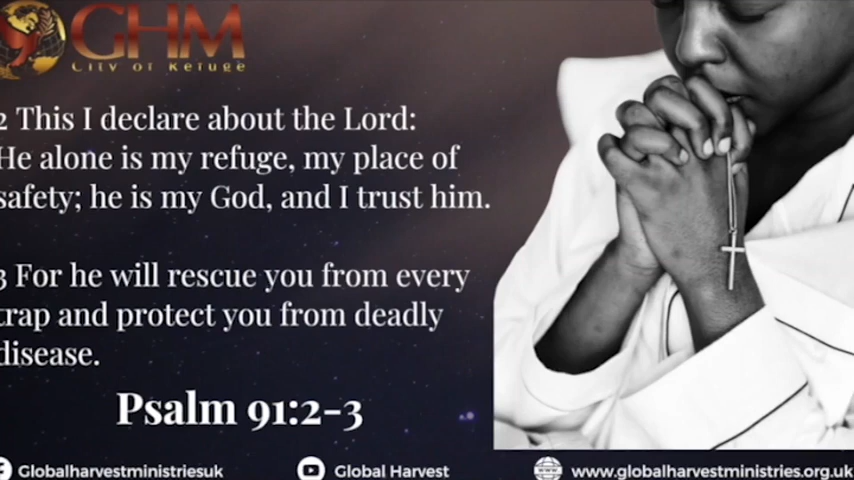 GHM
City of Refuge
2 This I declare about the Lord:
He alone is my refuge, my place of
safety; he is my God, and I trust him.
3 For he will rescue you from every
trap and protect you from deadly
disease.
Psalm 91:2-3
Globalharvestministriesuk
Global Harvest
www.globalharvestministries.org.uk